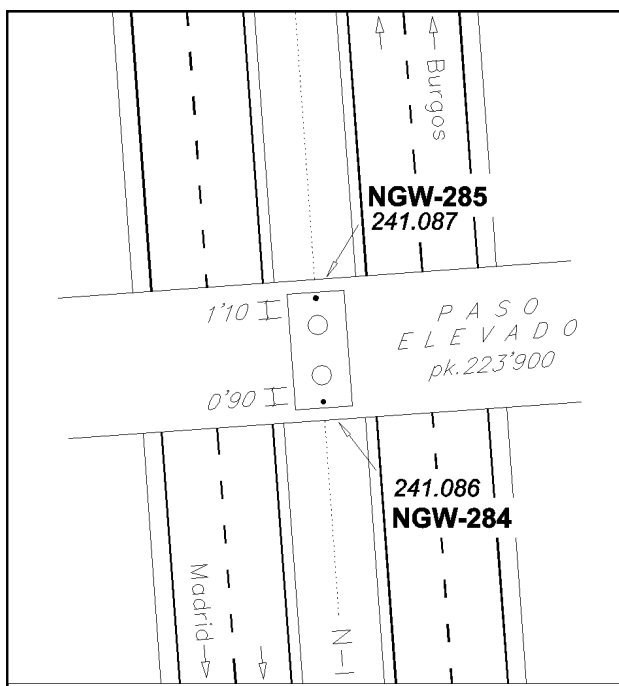 Burgos
NGW-285
241.087
1'10
PASO
ELEVADO
pk.223'900
0'90
241.086
NGW-284
Madrid
N-I